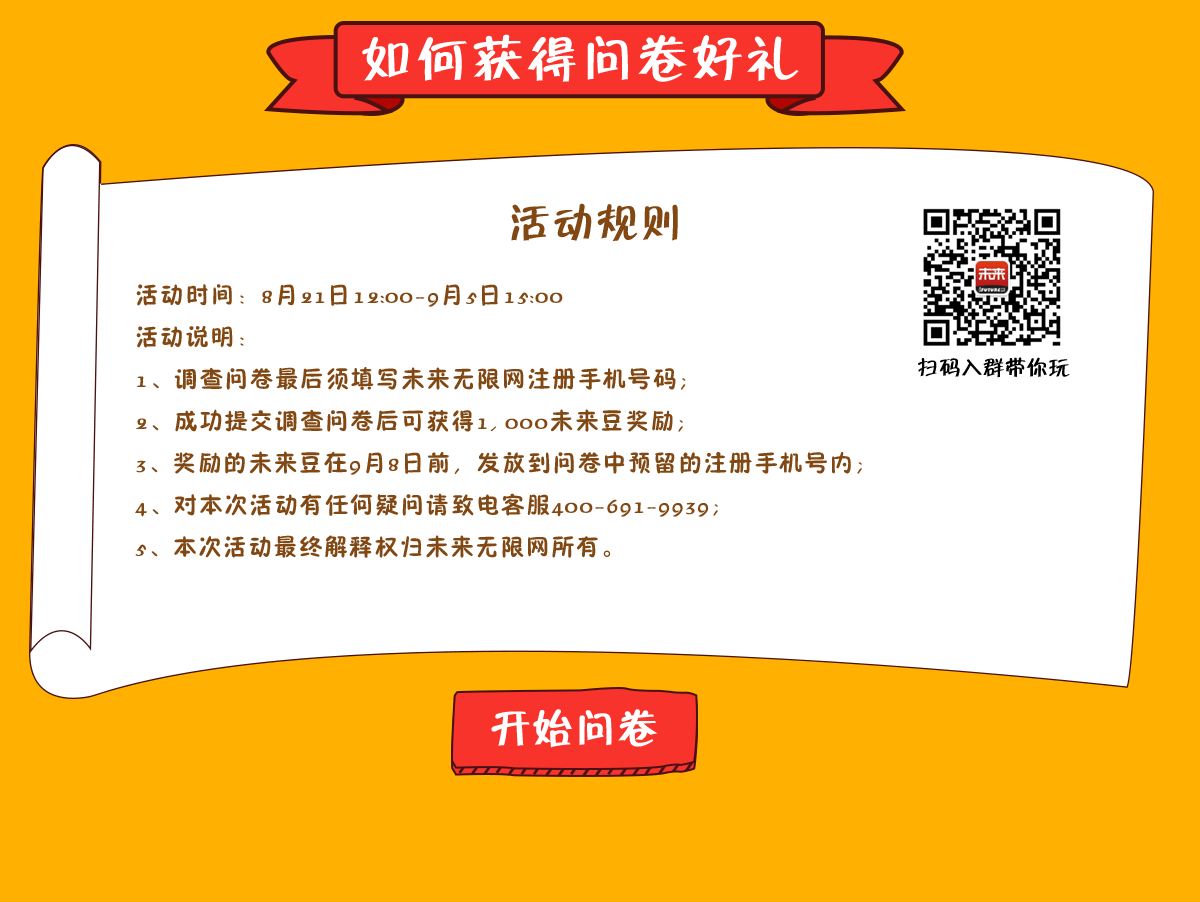 如何获得问卷好礼
活动规则
活动时间：8月21日12:00-9月5日15:00
活动说明：
1、调查问卷最后须填写未来无限网注册手机号码；
2、成功提交调查问卷后可获得1,000未来豆奖励；
3、奖励的未来豆在9月8日前，发放到问卷中预留的注册手机号内；
4、对本次活动有任何疑问请致电客服400-691-9939；
5、本次活动最终解释权归未来无限网所有。
未来
扫码入群带你玩
开始问卷